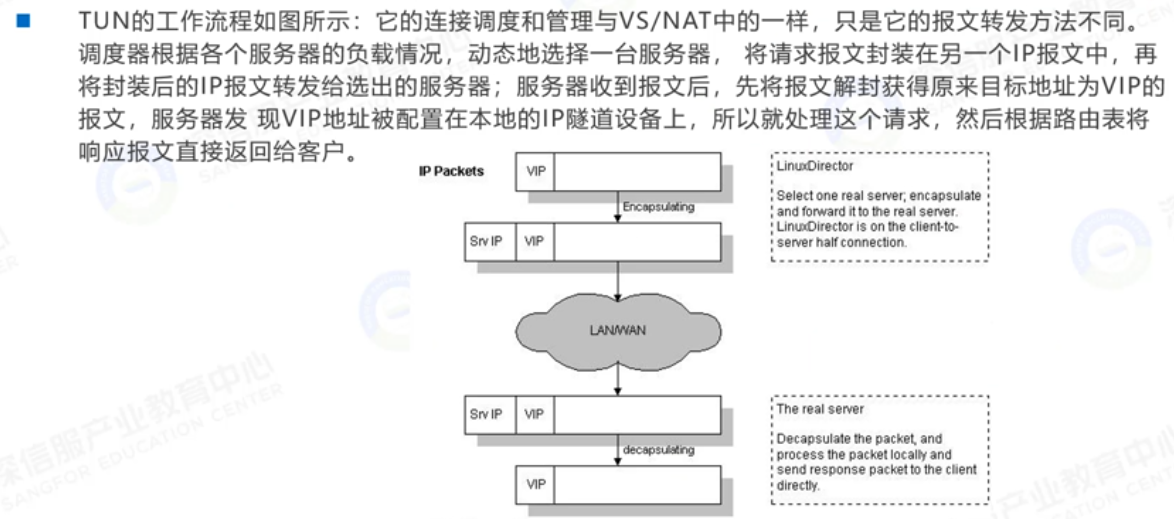 TUN的工作流程如图所示：它的连接调度和管理与VS/NAT中的一样，只是它的报文转发方法不同。
调度器根据各个服务器的负载情况，动态地选择一台服务器， 将请求报文封装在另一个IP报文中，再
将封装后的IP报文转发给选出的服务器；服务器收到报文后，先将报文解封获得原来目标地址为VIP的
报文，服务器发 现VIP地址被配置在本地的IP隧道设备上，所以就处理这个请求，然后根据路由表将
响应报文直接返回给客户。
IP Packets
VIP
Encapsulating
Srv IP
VIP
LinuxDirector
Select one real server; encapsulate
and forward it to the real server.
LinuxDirector is on the client-to-
server half connection.
LAN/WAN
Srv IP
VIP
decapsulating
VIP
The real server
Decapsulate the packet, and
process the packet locally and
send response packet to the client
directly.
深信服产业教育中心
SANGFOR EDUCATION CENTER